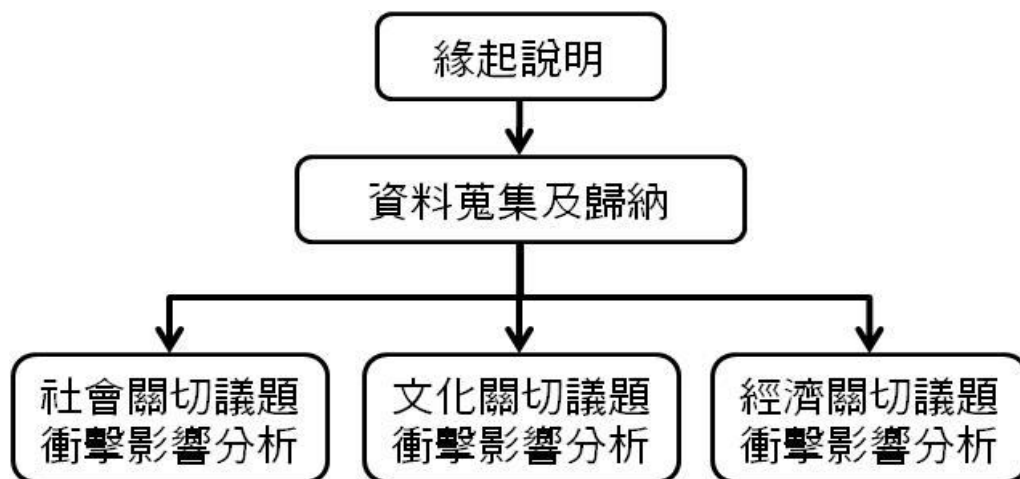 緣起說明
資料蒐集及歸納
社會關切議題
衝擊影響分析
文化關切議題
衝擊影響分析
經濟關切議題
衝擊影響分析